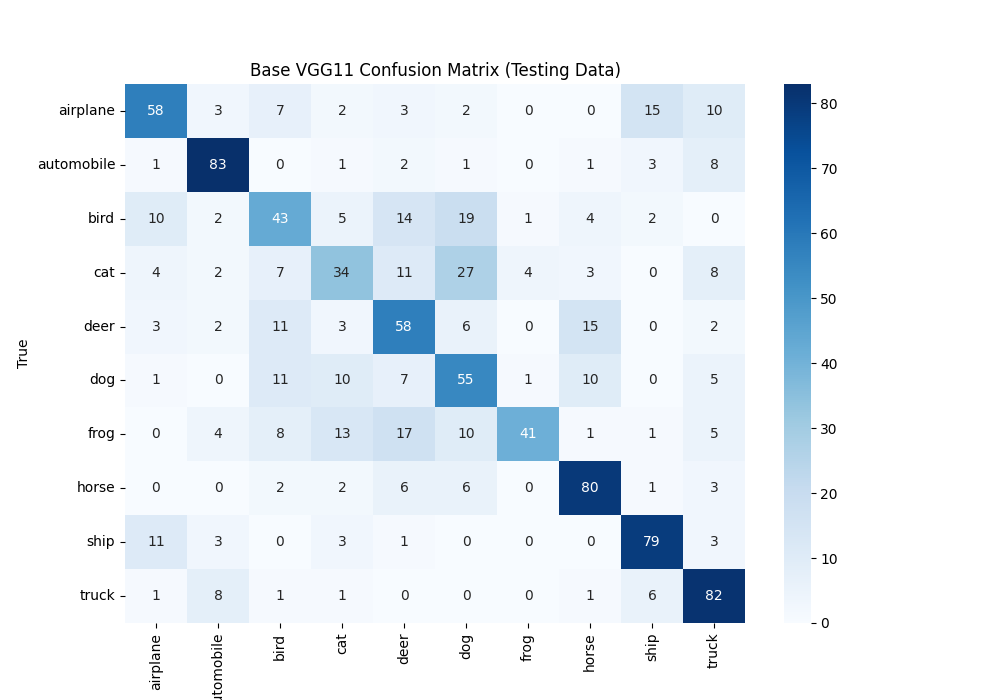 Base VGG11 Confusion Matrix (Testing Data)
airplane 58 3 7 2 3 2 0 0 15 10
automobile 1 83 0 1 2 1 0 1 3 8
bird 10 2 43 5 14 19 1 4 2 0
cat 4 2 7 34 11 27 4 3 0 8
deer 3 2 11 3 58 6 0 15 0 2
dog 1 0 11 10 7 55 1 10 0 5
frog 0 4 8 13 17 10 41 1 1 5
horse 0 0 2 2 6 6 0 80 1 3
ship 11 3 0 3 1 0 0 0 79 3
truck 1 8 1 1 0 0 0 1 6 82
True
airplane utomobile bird cat deer dog frog horse ship truck
80
70
60
50
40
30
20
10
0